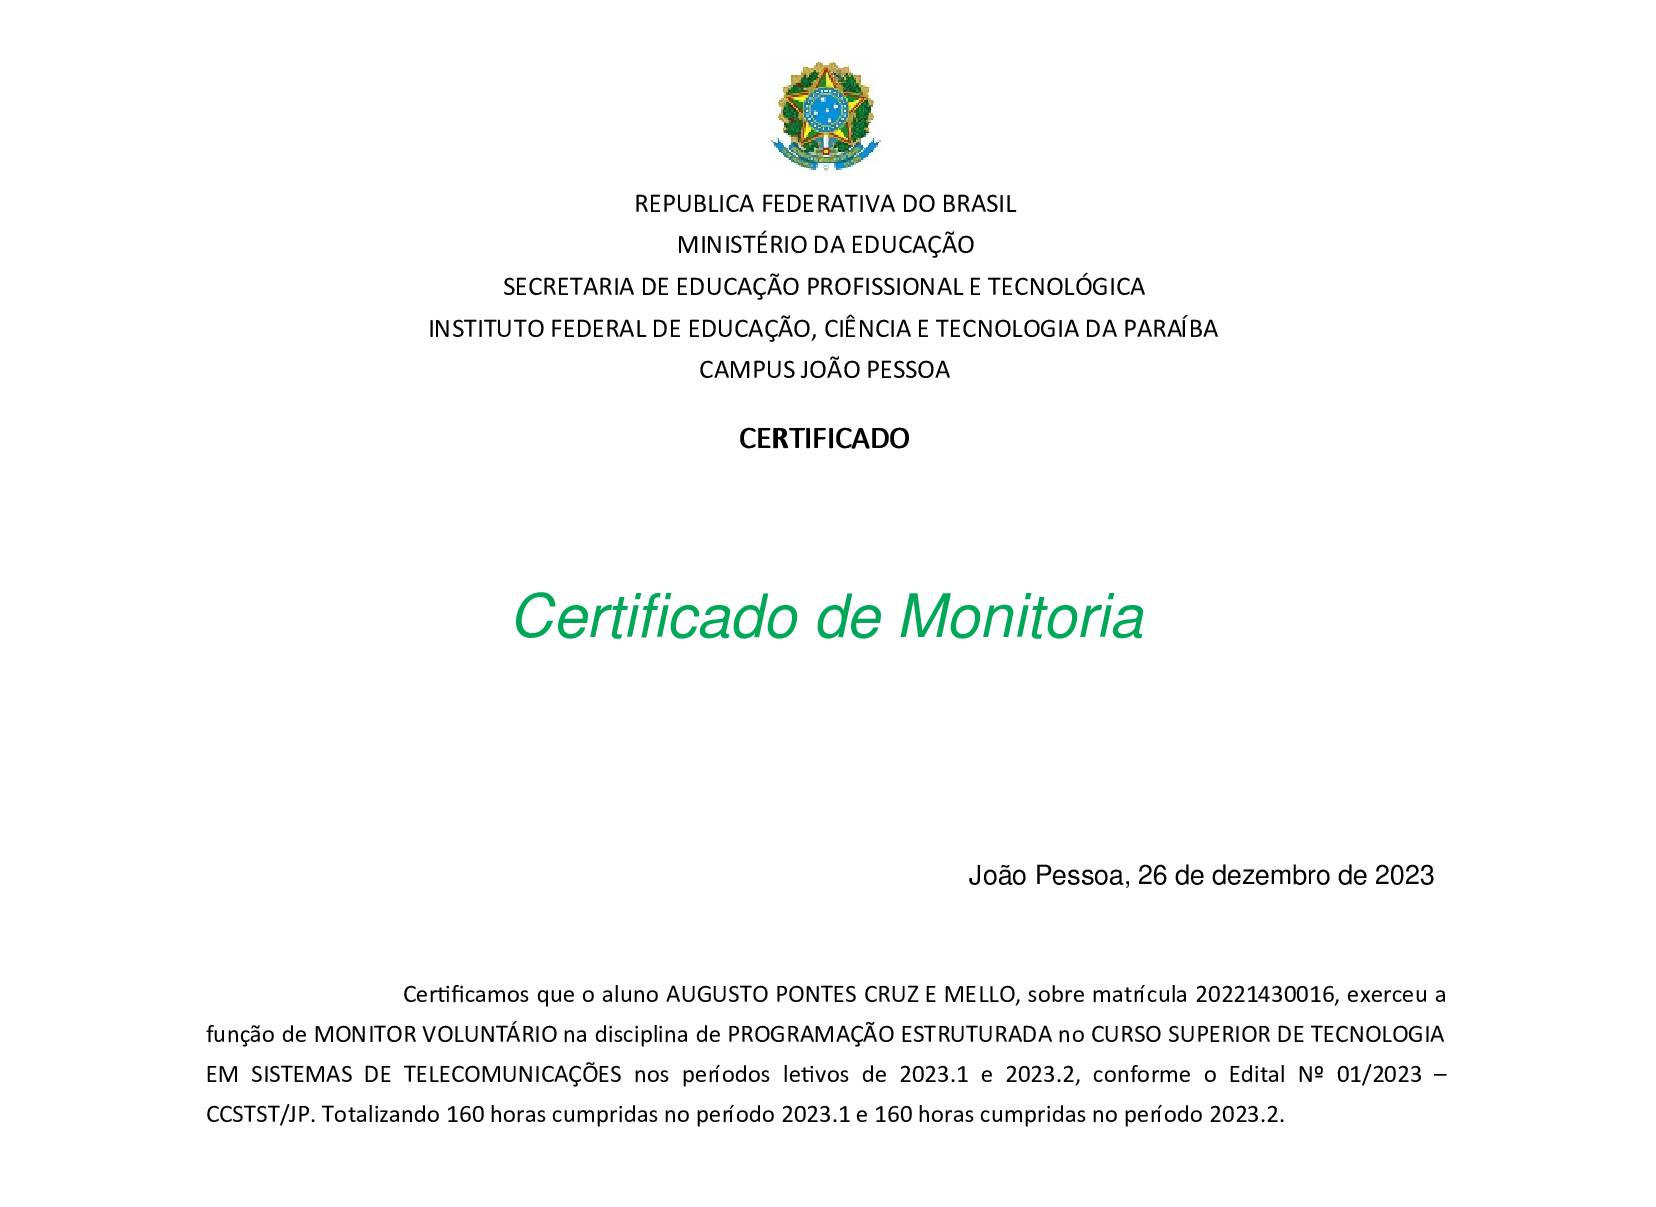 REPUBLICA FEDERATIVA DO BRASIL
MINISTÉRIO DA EDUCAÇÃO
SECRETARIA DE EDUCAÇÃO PROFISSIONAL E TECNOLÓGICA
INSTITUTO FEDERAL DE EDUCAÇÃO, CIÊNCIA E TECNOLOGIA DA PARAÍBA
CAMPUS JOÃO PESSOA
CERTIFICADO
Certificado de Monitoria
João Pessoa, 26 de dezembro de 2023
Certificamos que o aluno AUGUSTO PONTES CRUZ E MELLO, sobre matrícula 20221430016, exerceu a
função de MONITOR VOLUNTÁRIO na disciplina de PROGRAMAÇÃO ESTRUTURADA no CURSO SUPERIOR DE TECNOLOGIA
EM SISTEMAS DE TELECOMUNICAÇÕES nos períodos letivos de 2023.1 e 2023.2, conforme o Edital Nº 01/2023 –
CCSTST/JP. Totalizando 160 horas cumpridas no período 2023.1 e 160 horas cumpridas no período 2023.2.